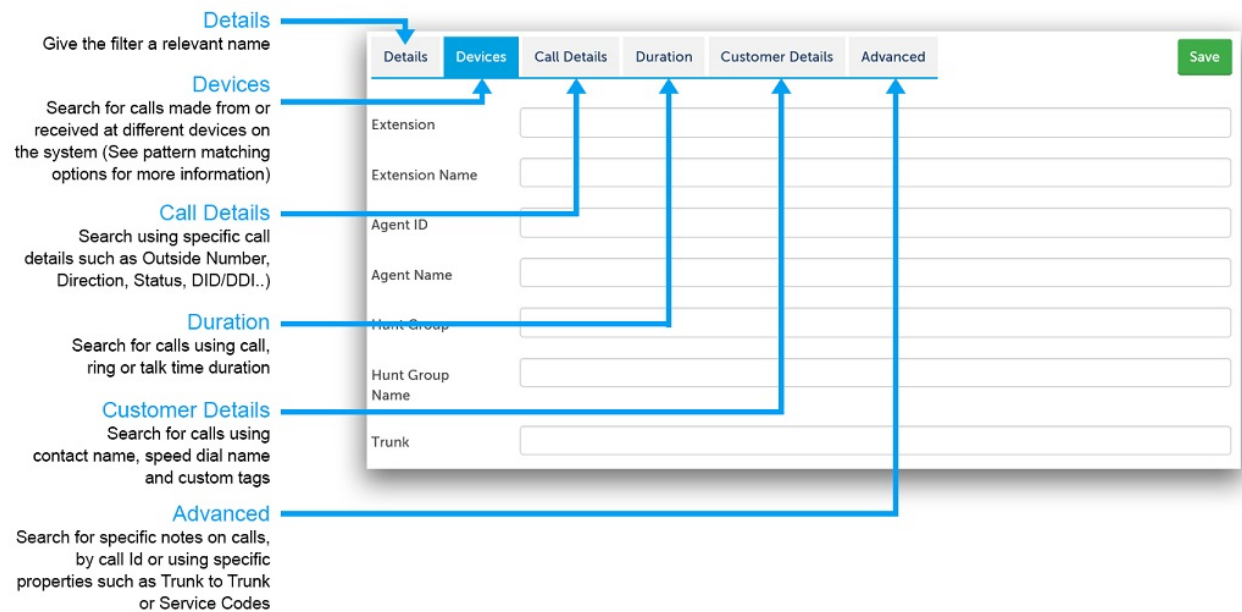 Details
Give the filter a relevant name
Devices
Search for calls made from or
received at different devices on
the system (See pattern matching
options for more information)
Call Details
Search using specific call
details such as Outside Number,
Direction, Status, DID/DDI..)
Duration
Search for calls using call,
ring or talk time duration
Customer Details
Search for calls using
contact name, speed dial name
and custom tags
Advanced
Search for specific notes on calls,
by call Id or using specific
properties such as Trunk to Trunk
or Service Codes
Details Devices Call Details Duration Customer Details Advanced Save
Extension
Extension Name
Agent ID
Agent Name
Hunt Group
Hunt Group
Name
Trunk